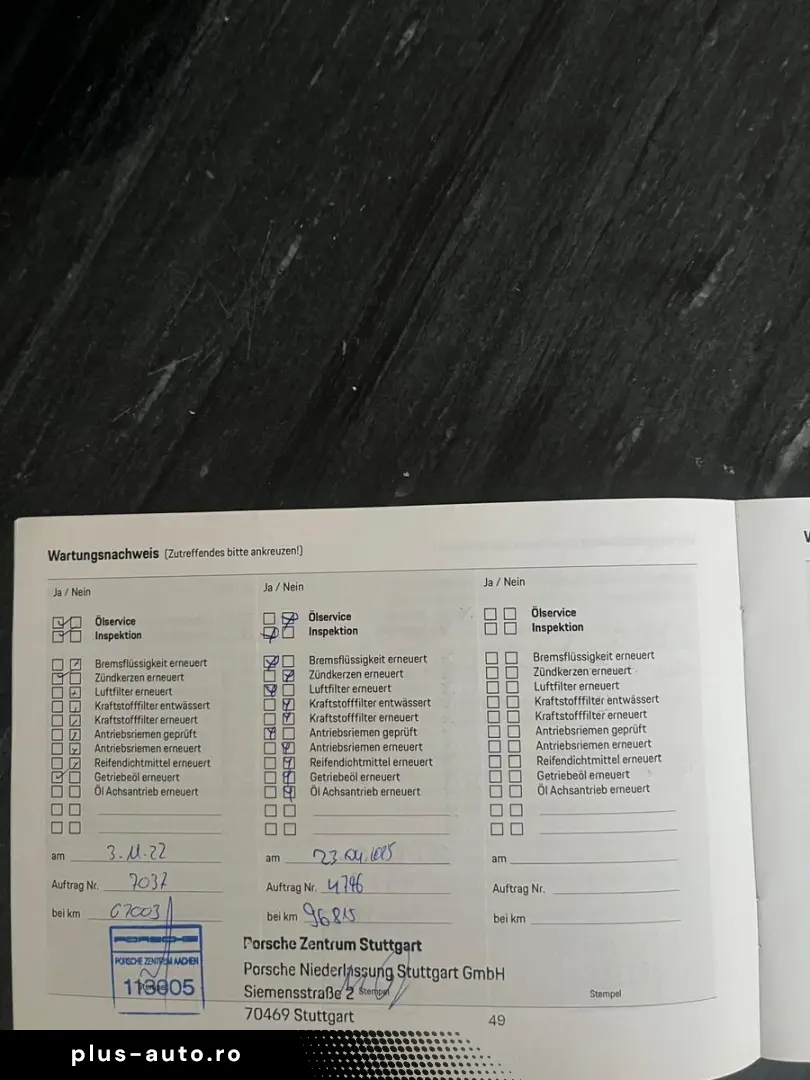 Wartungsnachweis (Zutreffendes bitte ankreuzen!)
Ja / Nein
Ölservice
Inspektion
Bremsflüssigkeit erneuert
Zündkerzen erneuert
Luftfilter erneuert
Kraftstofffilter entwässert
Kraftstofffilter erneuert
Antriebsriemen geprüft
Antriebsriemen erneuert
Reifendichtmittel erneuert
Getriebeöl erneuert
Öl Achsantrieb erneuert
am 3.11.22
Auftrag Nr. 7037
bei km 67003
PORSCHE
PORSCHE ZENTRUM AACHEN
Ja / Nein
Ölservice
Inspektion
Bremsflüssigkeit erneuert
Zündkerzen erneuert
Luftfilter erneuert
Kraftstofffilter entwässert
Kraftstofffilter erneuert
Antriebsriemen geprüft
Antriebsriemen erneuert
Reifendichtmittel erneuert
Getriebeöl erneuert
Öl Achsantrieb erneuert
am
Auftrag Nr. 4796
bei km 96815
Porsche Zentrum Stuttgart
Porsche Niederlassung Stuttgart GmbH
Siemensstraße 2 Stempel
70469 Stuttgart
Ja / Nein
Ölservice
Inspektion
Bremsflüssigkeit erneuert
Zündkerzen erneuert
Luftfilter erneuert
Kraftstofffilter entwässert
Kraftstofffilter erneuert
Antriebsriemen geprüft
Antriebsriemen erneuert
Reifendichtmittel erneuert
Getriebeöl erneuert
Öl Achsantrieb erneuert
am
Auftrag Nr.
bei km
Stempel
49
plus-auto.ro